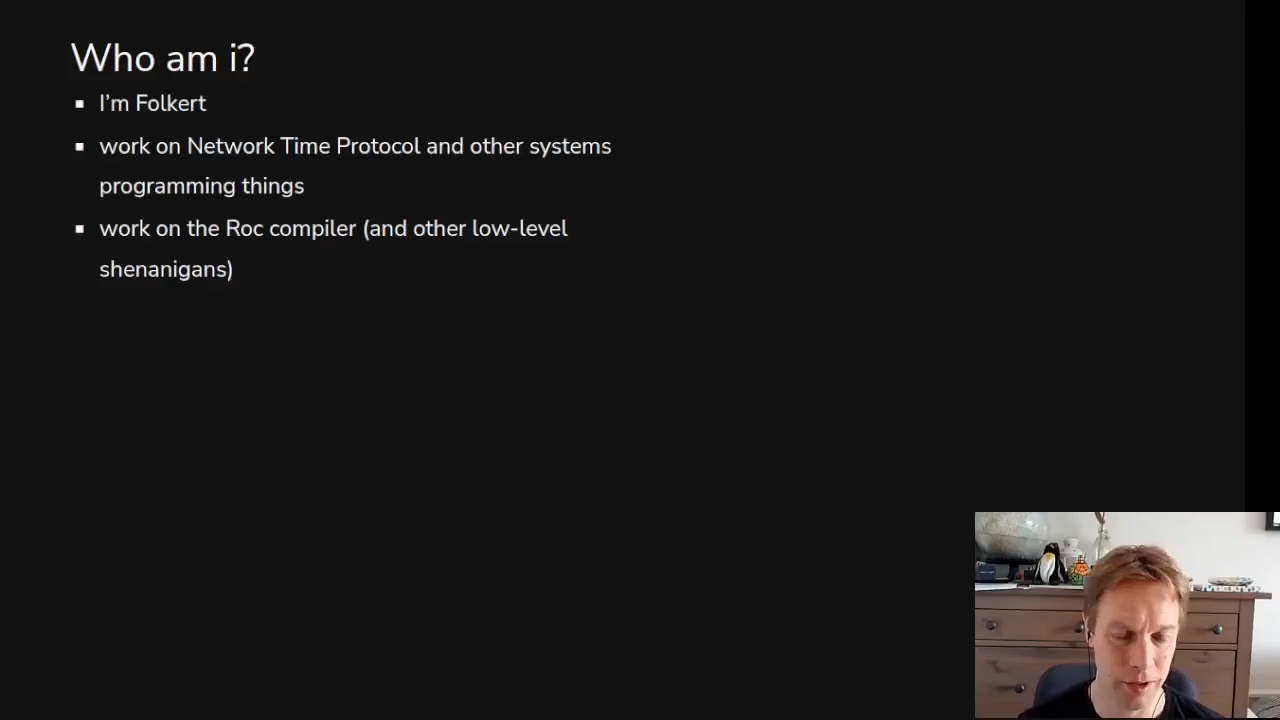 Who am i?
I'm Folkert
work on Network Time Protocol and other systems
programming things
work on the Roc compiler (and other low-level
shenanigans)